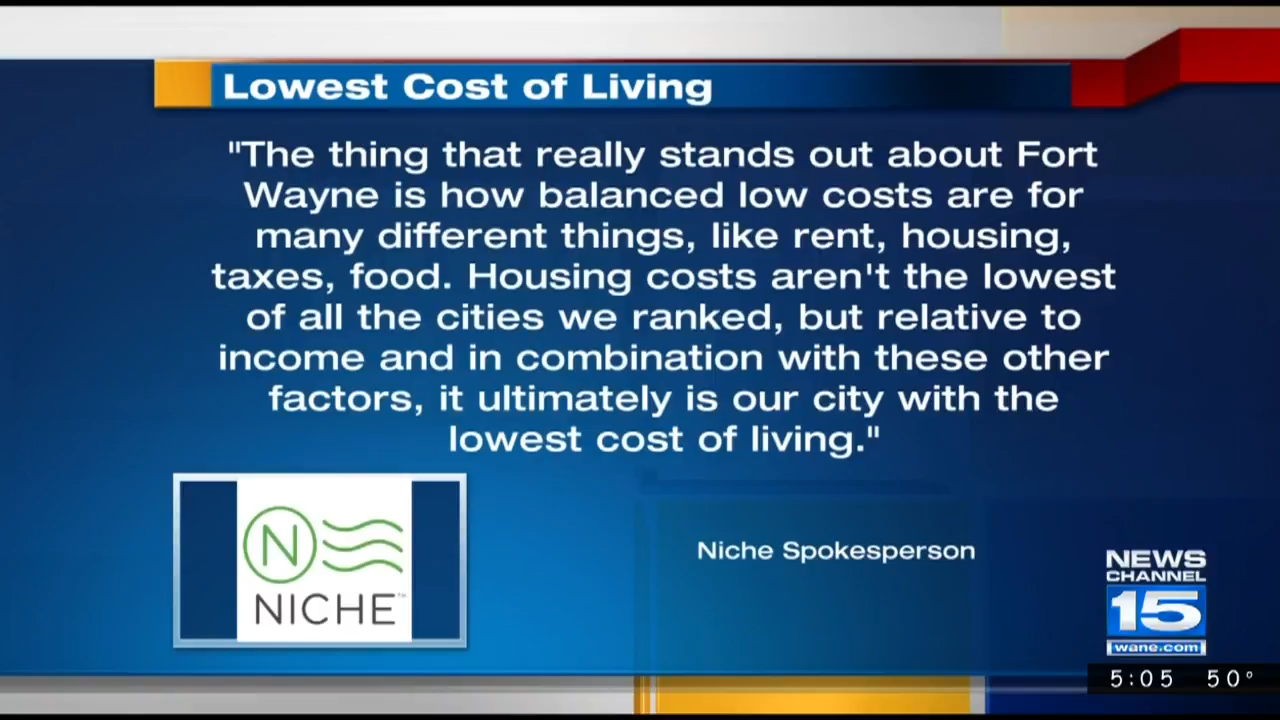 Lowest Cost of Living
"The thing that really stands out about Fort
Wayne is how balanced low costs are for
many different things, like rent, housing,
taxes, food. Housing costs aren't the lowest
of all the cities we ranked, but relative to
income and in combination with these other
factors, it ultimately is our city with the
lowest cost of living."
N
NICHE™
Niche Spokesperson
NEWS
CHANNEL
15
wane.com
5:05 50°